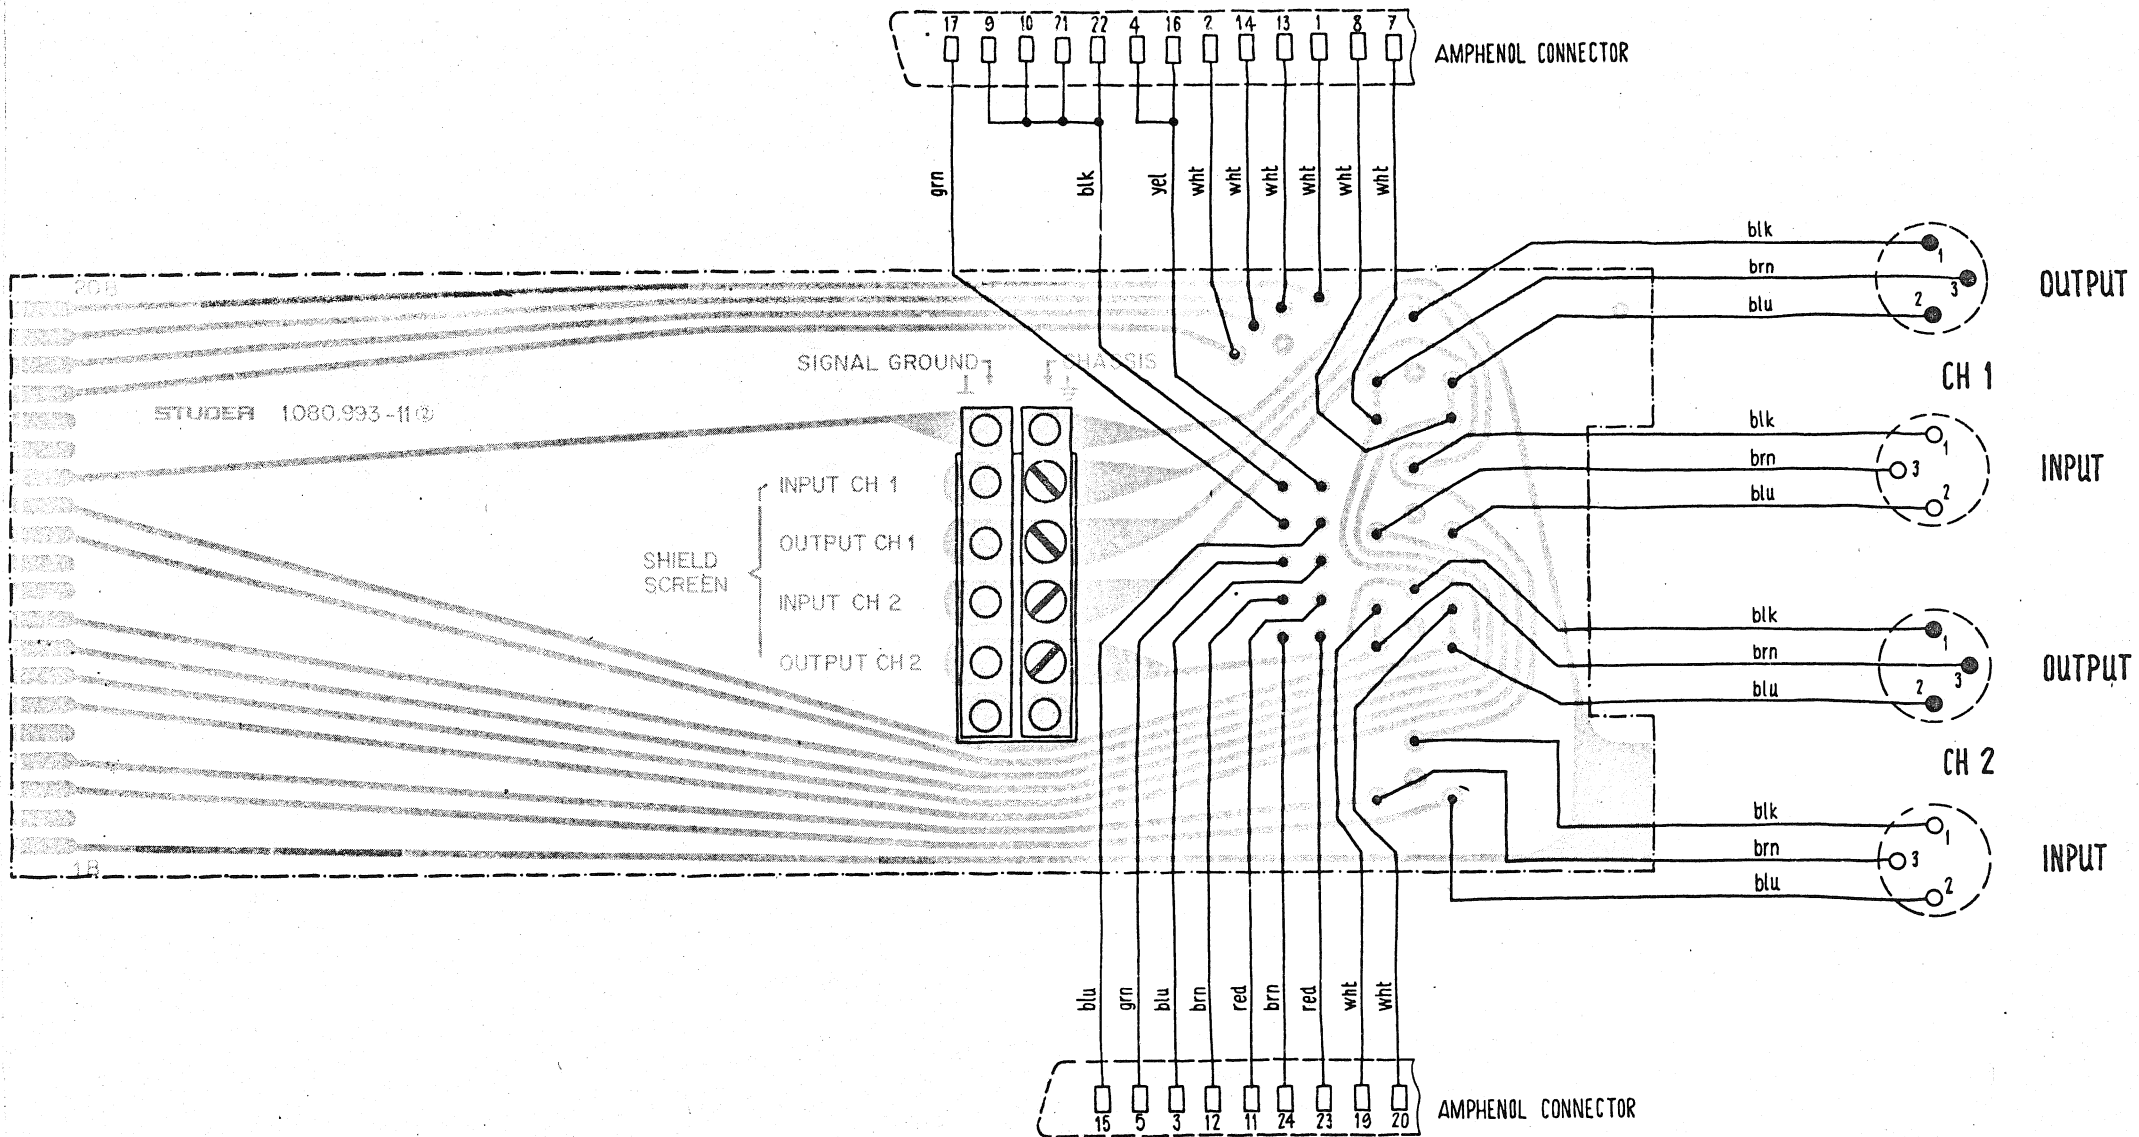 17 9 10 21 22 4 16 2 14 13 1 8 7
AMPHENOL CONNECTOR
grn blk yel wht wht wht wht wht wht
blk
1
brn
3
OUTPUT
2
blu
20B
SIGNAL GROUND
CHASSIS
CH 1
STUDER 1.080.993-11
blk
1
brn
3
INPUT
blu
2
INPUT CH 1
OUTPUT CH 1
SHIELD
SCREEN
INPUT CH 2
OUTPUT CH 2
blk
1
brn
3
OUTPUT
blu
2
CH 2
blk
1
brn
3
INPUT
blu
2
1B
blu grn blu brn red brn red wht wht
15 5 3 12 11 24 23 19 20
AMPHENOL CONNECTOR